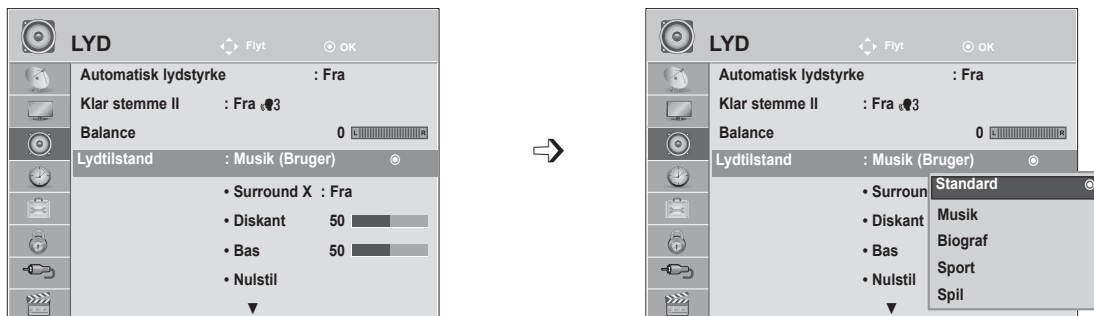 LYD Flyt OK
Automatisk lydstyrke : Fra
Klar stemme II : Fra 3
Balance 0 L R
Lydtilstand : Musik (Bruger)
• Surround X : Fra
• Diskant 50
• Bas 50
• Nulstil
▼
LYD Flyt OK
Automatisk lydstyrke : Fra
Klar stemme II : Fra 3
Balance 0 L R
Lydtilstand : Musik (Bruger)
• Surroun
• Diskant
• Bas
• Nulstil
▼
Standard
Musik
Biograf
Sport
Spil